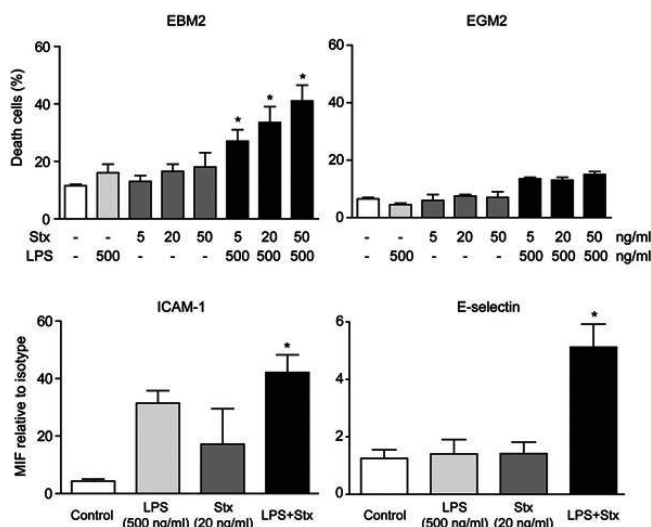 EBM2
EGM2
Death cells (%)
60
40
20
0
60
40
20
0
*
*
*
Stx - - 5 20 50 5 20 50 - - 5 20 50 5 20 50 ng/ml
LPS - 500 - - - 500 500 500 - 500 - - - 500 500 500 ng/ml
ICAM-1
E-selectin
MIF relative to isotype
60
40
20
0
6
4
2
0
*
*
Control LPS (500 ng/ml) Stx (20 ng/ml) LPS+Stx
Control LPS (500 ng/ml) Stx (20 ng/ml) LPS+Stx